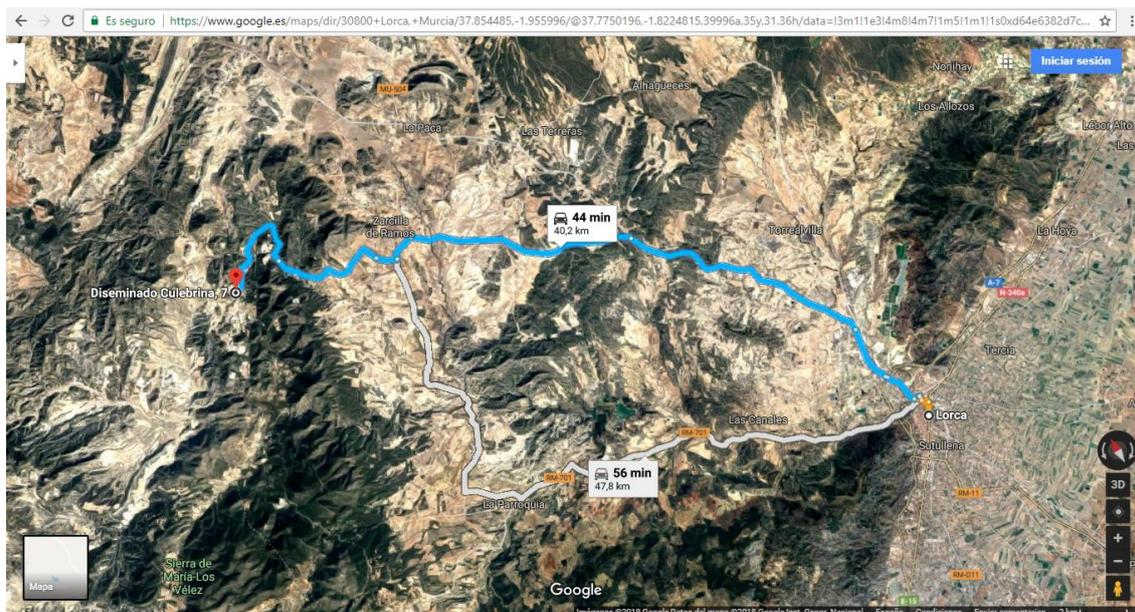 Es seguro | https://www.google.es/maps/dir/30800+Lorca,+Murcia/37.854485,-1.955996/@37.7750196,-1.8224815,39996a,35y,31.36h/data=!3m1!1e3!4m8!4m7!1m5!1m1!1s0xd64e6382d7c...
Iniciar sesión
Nonihay
Alhagüeces
MU-504
Los Allozos
La Paca
Las Terreras
Lébor Alto
Las
44 min
40,2 km
Zarcilla
de Ramos
Torrealvilla
La Hoya
A-7
N-340a
Diseminado Culebrina, 7
Tercia
Lorca
Las Canales
RM-701
Sutullena
56 min
47,8 km
RM-701
RM-11
3D
La Parroquia
Sierra de
María-Los
Vélez
Mapa
Google
RM-D11
E-15